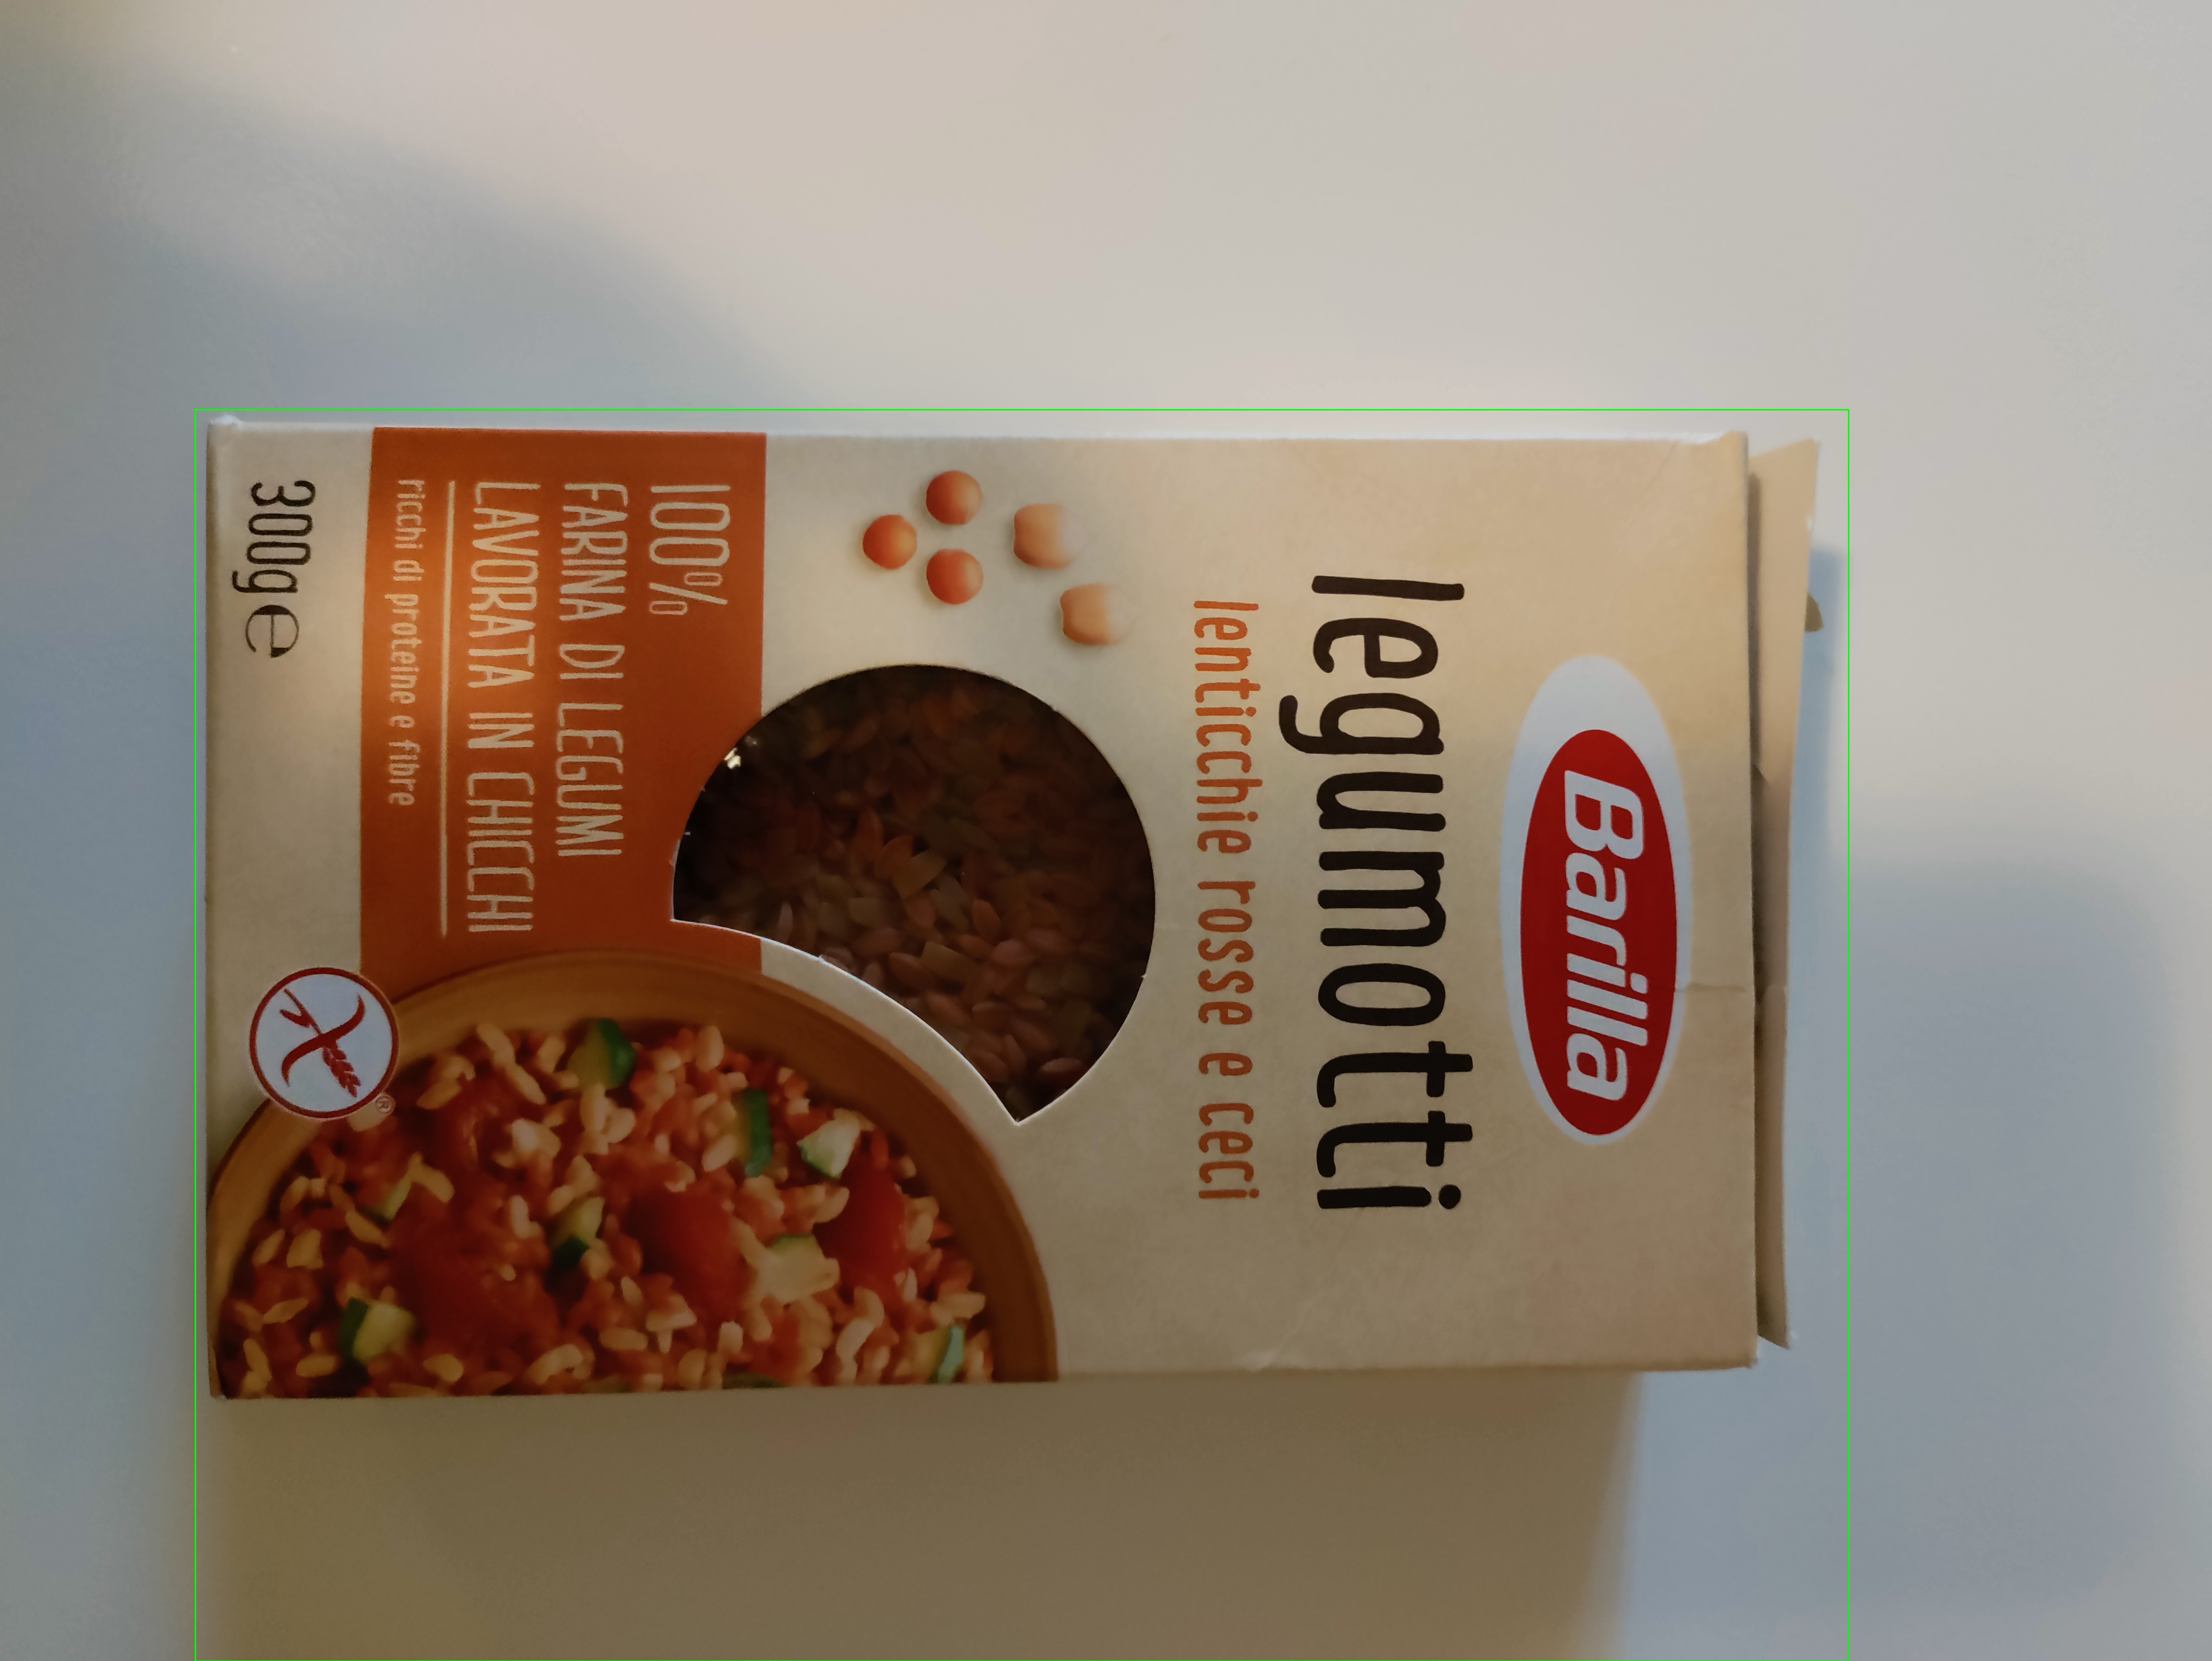 Barilla
legumotti
lenticchie rosse e ceci
100%
FARINA DI LEGUMI
LAVORATA IN CHICCHI
ricchi di proteine e fibre
300g e
®